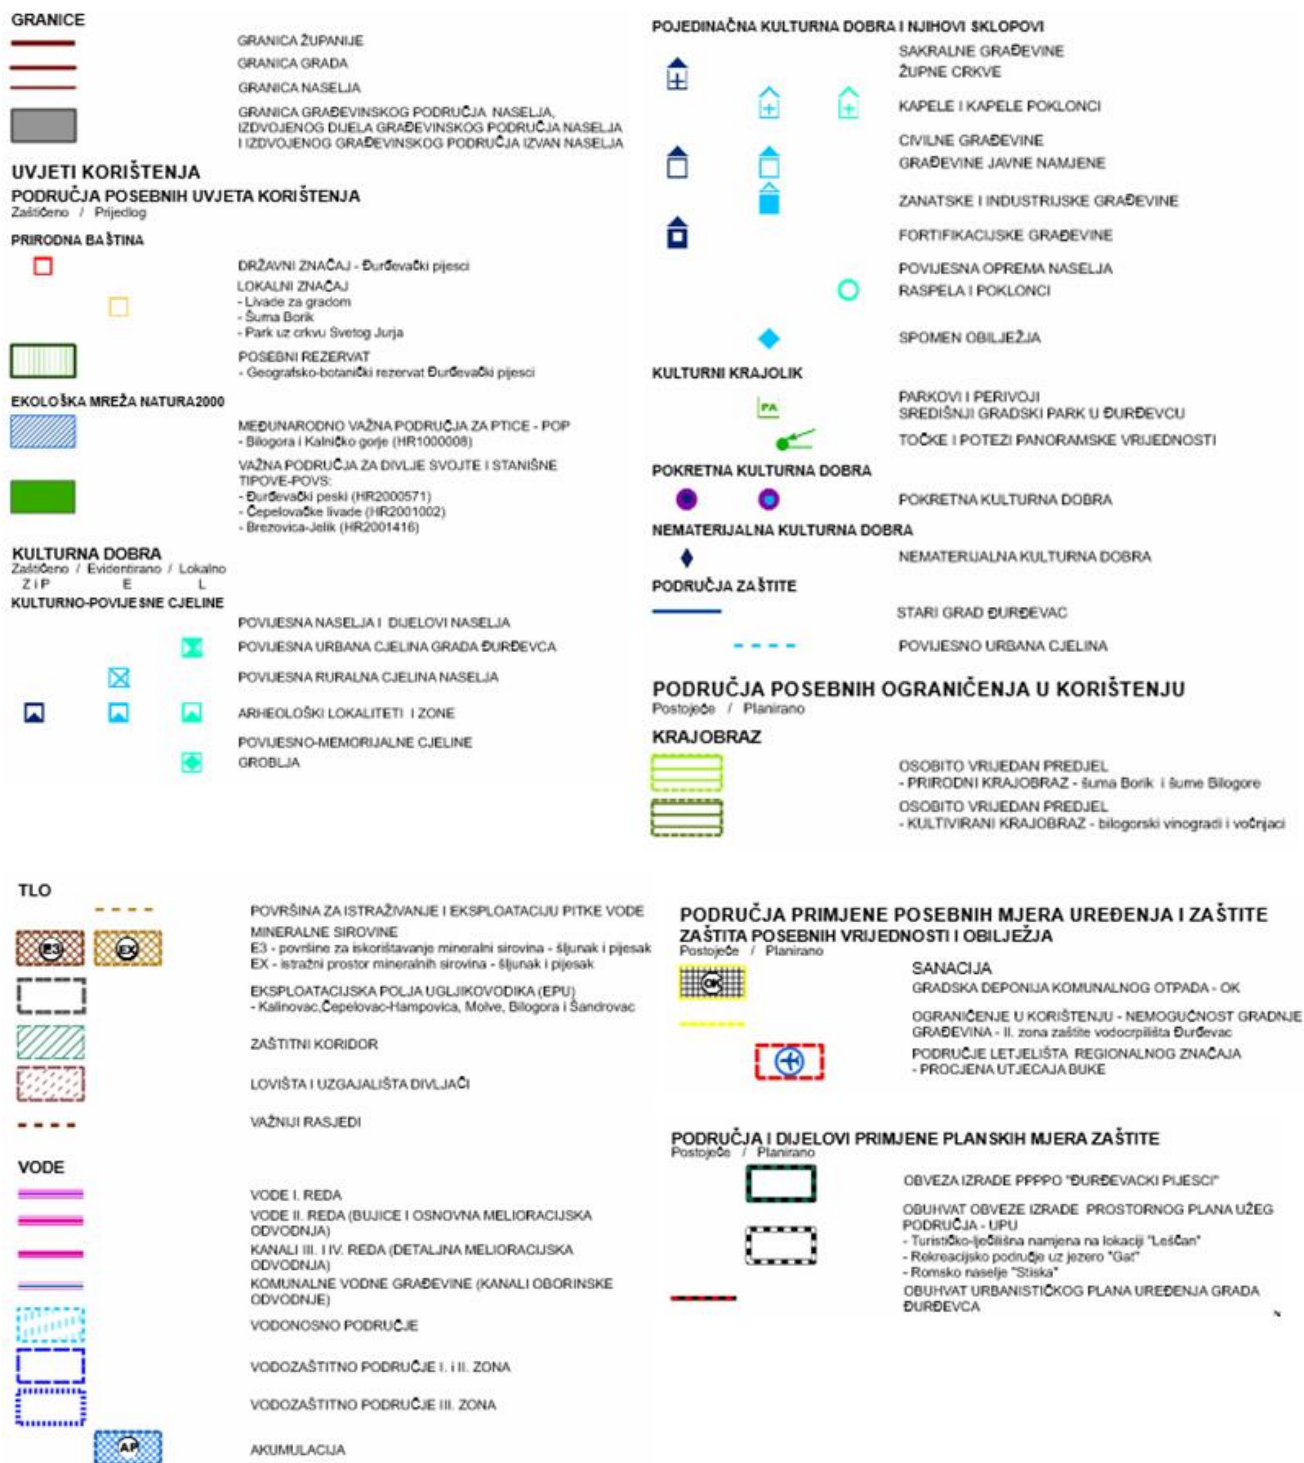 GRANICE
GRANICA ŽUPANIJE
GRANICA GRADA
GRANICA NASELJA
GRANICA GRAĐEVINSKOG PODRUČJA NASELJA,
IZDVOJENOG DIJELA GRAĐEVINSKOG PODRUČJA NASELJA
I IZDVOJENOG GRAĐEVINSKOG PODRUČJA IZVAN NASELJA
UVJETI KORIŠTENJA
PODRUČJA POSEBNIH UVJETA KORIŠTENJA
Zaštičeno / Prijedlog
PRIRODNA BAŠTINA
DRŽAVNI ZNAČAJ - Đurđevački pijesci
LOKALNI ZNAČAJ
- Livade za gradom
- Šuma Borik
- Park uz crkvu Svetog Jurja
POSEBNI REZERVAT
- Geografsko-botanički rezervat Đurđevački pijesci
EKOLOŠKA MREŽA NATURA2000
MEĐUNARODNO VAŽNA PODRUČJA ZA PTICE - POP
- Bilogora i Kalničko gorje (HR1000008)
VAŽNA PODRUČJA ZA DIVLJE SVOJTE I STANIŠNE
TIPOVE-POVS:
- Đurđevački peski (HR2000571)
- Čepelovačke livade (HR2001002)
- Brezovica-Jelik (HR2001416)
KULTURNA DOBRA
Zaštičeno / Evidentirano / Lokalno
Z i P E L
KULTURNO-POVIJESNE CJELINE
POVIJESNA NASELJA I DIJELOVI NASELJA
POVIJESNA URBANA CJELINA GRADA ĐURĐEVCA
POVIJESNA RURALNA CJELINA NASELJA
ARHEOLOŠKI LOKALITETI I ZONE
POVIJESNO-MEMORIJALNE CJELINE
GROBLJA
POJEDINAČNA KULTURNA DOBRA I NJIHOVI SKLOPOVI
SAKRALNE GRAĐEVINE
ŽUPNE CRKVE
KAPELE I KAPELE POKLONCI
CIVILNE GRAĐEVINE
GRAĐEVINE JAVNE NAMJENE
ZANATSKE I INDUSTRIJSKE GRAĐEVINE
FORTIFIKACIJSKE GRAĐEVINE
POVIJESNA OPREMA NASELJA
RASPELA I POKLONCI
SPOMEN OBILJEŽJA
KULTURNI KRAJOLIK
PA
PARKOVI I PERIVOJI
SREDIŠNJI GRADSKI PARK U ĐURĐEVCU
TOČKE I POTEZI PANORAMSKE VRIJEDNOSTI
POKRETNA KULTURNA DOBRA
POKRETNA KULTURNA DOBRA
NEMATERIJALNA KULTURNA DOBRA
NEMATERIJALNA KULTURNA DOBRA
PODRUČJA ZAŠTITE
STARI GRAD ĐURĐEVAC
POVIJESNO URBANA CJELINA
PODRUČJA POSEBNIH OGRANIČENJA U KORIŠTENJU
Postoječe / Planirano
KRAJOBRAZ
OSOBITO VRIJEDAN PREDJEL
- PRIRODNI KRAJOBRAZ - šuma Borik i šume Bilogore
OSOBITO VRIJEDAN PREDJEL
- KULTIVIRANI KRAJOBRAZ - bilogorski vinogradi i vočnjaci
TLO
POVRŠINA ZA ISTRAŽIVANJE I EKSPLOATACIJU PITKE VODE
E3 EX
MINERALNE SIROVINE
E3 - površine za iskorištavanje mineralni sirovina - šljunak i pijesak
EX - istražni prostor mineralnih sirovina - šljunak i pijesak
EKSPLOATACIJSKA POLJA UGLJIKOVODIKA (EPU)
- Kalinovac,Čepelovac-Hampovica, Molve, Bilogora i Šandrovac
ZAŠTITNI KORIDOR
LOVIŠTA I UZGAJALIŠTA DIVLJAČI
VAŽNIJI RASJEDI
VODE
VODE I. REDA
VODE II. REDA (BUJICE I OSNOVNA MELIORACIJSKA
ODVODNJA)
KANALI III. I IV. REDA (DETALJNA MELIORACIJSKA
ODVODNJA)
KOMUNALNE VODNE GRAĐEVINE (KANALI OBORINSKE
ODVODNJE)
VODONOSNO PODRUČJE
VODOZAŠTITNO PODRUČJE I. i II. ZONA
VODOZAŠTITNO PODRUČJE III. ZONA
AP
AKUMULACIJA
PODRUČJA PRIMJENE POSEBNIH MJERA UREĐENJA I ZAŠTITE
ZAŠTITA POSEBNIH VRIJEDNOSTI I OBILJEŽJA
Postoječe / Planirano
OK
SANACIJA
GRADSKA DEPONIJA KOMUNALNOG OTPADA - OK
OGRANIČENJE U KORIŠTENJU - NEMOGUĆNOST GRADNJE
GRAĐEVINA - II. zona zaštite vodocrpilišta Đurđevac
PODRUČJE LETJELIŠTA REGIONALNOG ZNAČAJA
- PROCJENA UTJECAJA BUKE
PODRUČJA I DIJELOVI PRIMJENE PLANSKIH MJERA ZAŠTITE
Postoječe / Planirano
OBVEZA IZRADE PPPPO "ĐURĐEVACKI PIJESCI"
OBUHVAT OBVEZE IZRADE PROSTORNOG PLANA UŽEG
PODRUČJA - UPU
- Turističko-lječilišna namjena na lokaciji "Leščan"
- Rekreacijsko područje uz jezero "Gat"
- Romsko naselje "Stiska"
OBUHVAT URBANISTIČKOG PLANA UREĐENJA GRADA
ĐURĐEVCA